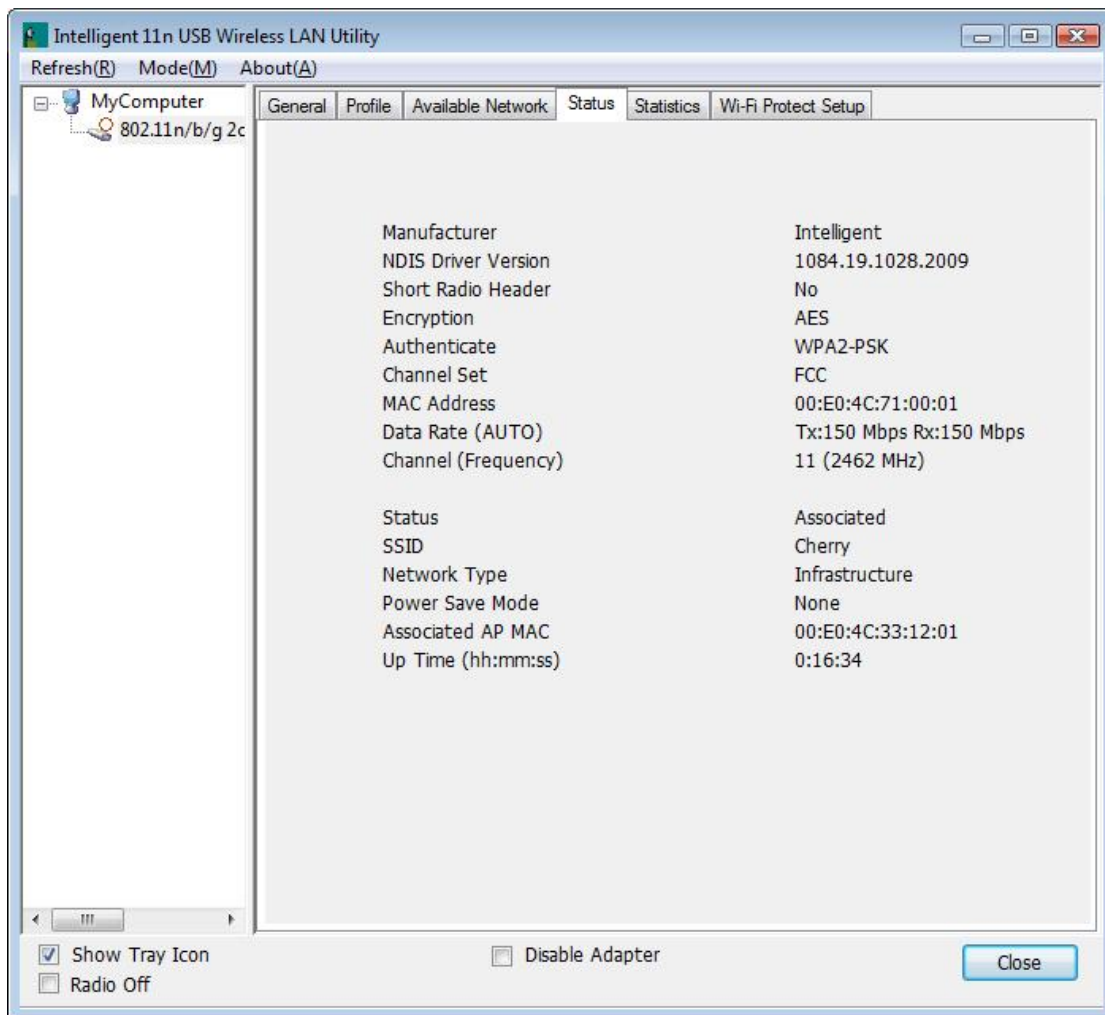 Intelligent 11n USB Wireless LAN Utility
Refresh(R) Mode(M) About(A)
MyComputer
802.11n/b/g 2c
General Profile Available Network Status Statistics Wi-Fi Protect Setup
Manufacturer Intelligent
NDIS Driver Version 1084.19.1028.2009
Short Radio Header No
Encryption AES
Authenticate WPA2-PSK
Channel Set FCC
MAC Address 00:E0:4C:71:00:01
Data Rate (AUTO) Tx:150 Mbps Rx:150 Mbps
Channel (Frequency) 11 (2462 MHz)
Status Associated
SSID Cherry
Network Type Infrastructure
Power Save Mode None
Associated AP MAC 00:E0:4C:33:12:01
Up Time (hh:mm:ss) 0:16:34
Show Tray Icon Disable Adapter Close
Radio Off